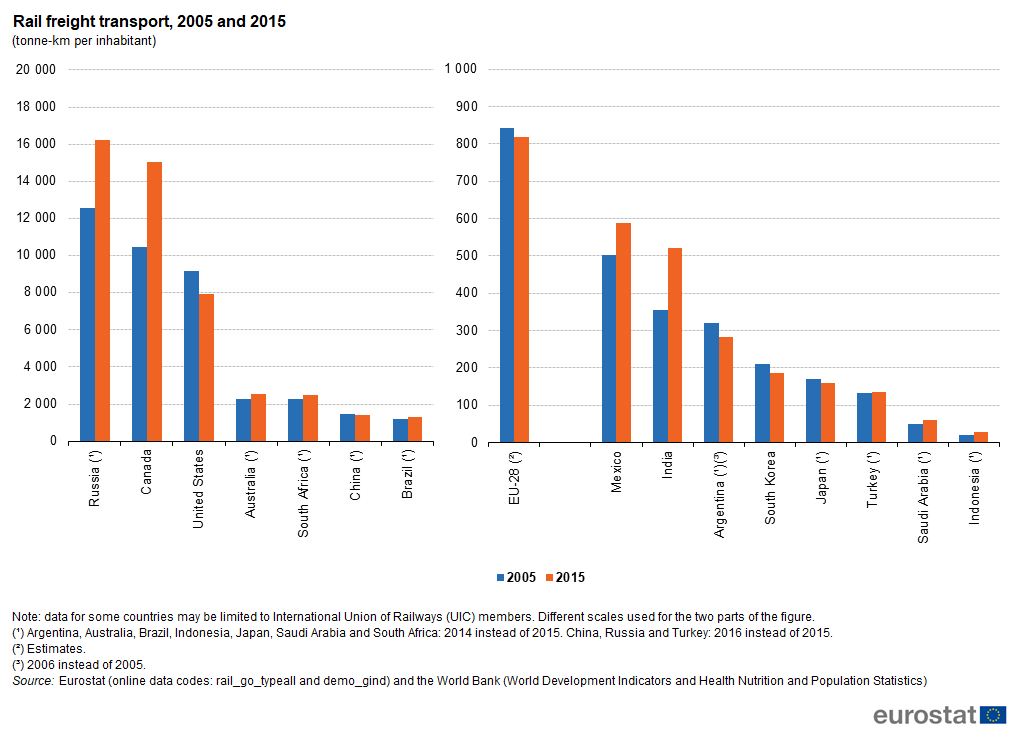 Rail freight transport, 2005 and 2015
(tonne-km per inhabitant)
20 000
18 000
16 000
14 000
12 000
10 000
8 000
6 000
4 000
2 000
0
Russia (¹)
Canada
United States
Australia (¹)
South Africa (¹)
China (¹)
Brazil (¹)
1 000
900
800
700
600
500
400
300
200
100
0
EU-28 (²)
Mexico
India
Argentina (¹)(³)
South Korea
Japan (¹)
Turkey (¹)
Saudi Arabia (¹)
Indonesia (¹)
2005 2015
Note: data for some countries may be limited to International Union of Railways (UIC) members. Different scales used for the two parts of the figure.
(¹) Argentina, Australia, Brazil, Indonesia, Japan, Saudi Arabia and South Africa: 2014 instead of 2015. China, Russia and Turkey: 2016 instead of 2015.
(²) Estimates.
(³) 2006 instead of 2005.
Source: Eurostat (online data codes: rail_go_typeall and demo_gind) and the World Bank (World Development Indicators and Health Nutrition and Population Statistics)
eurostat